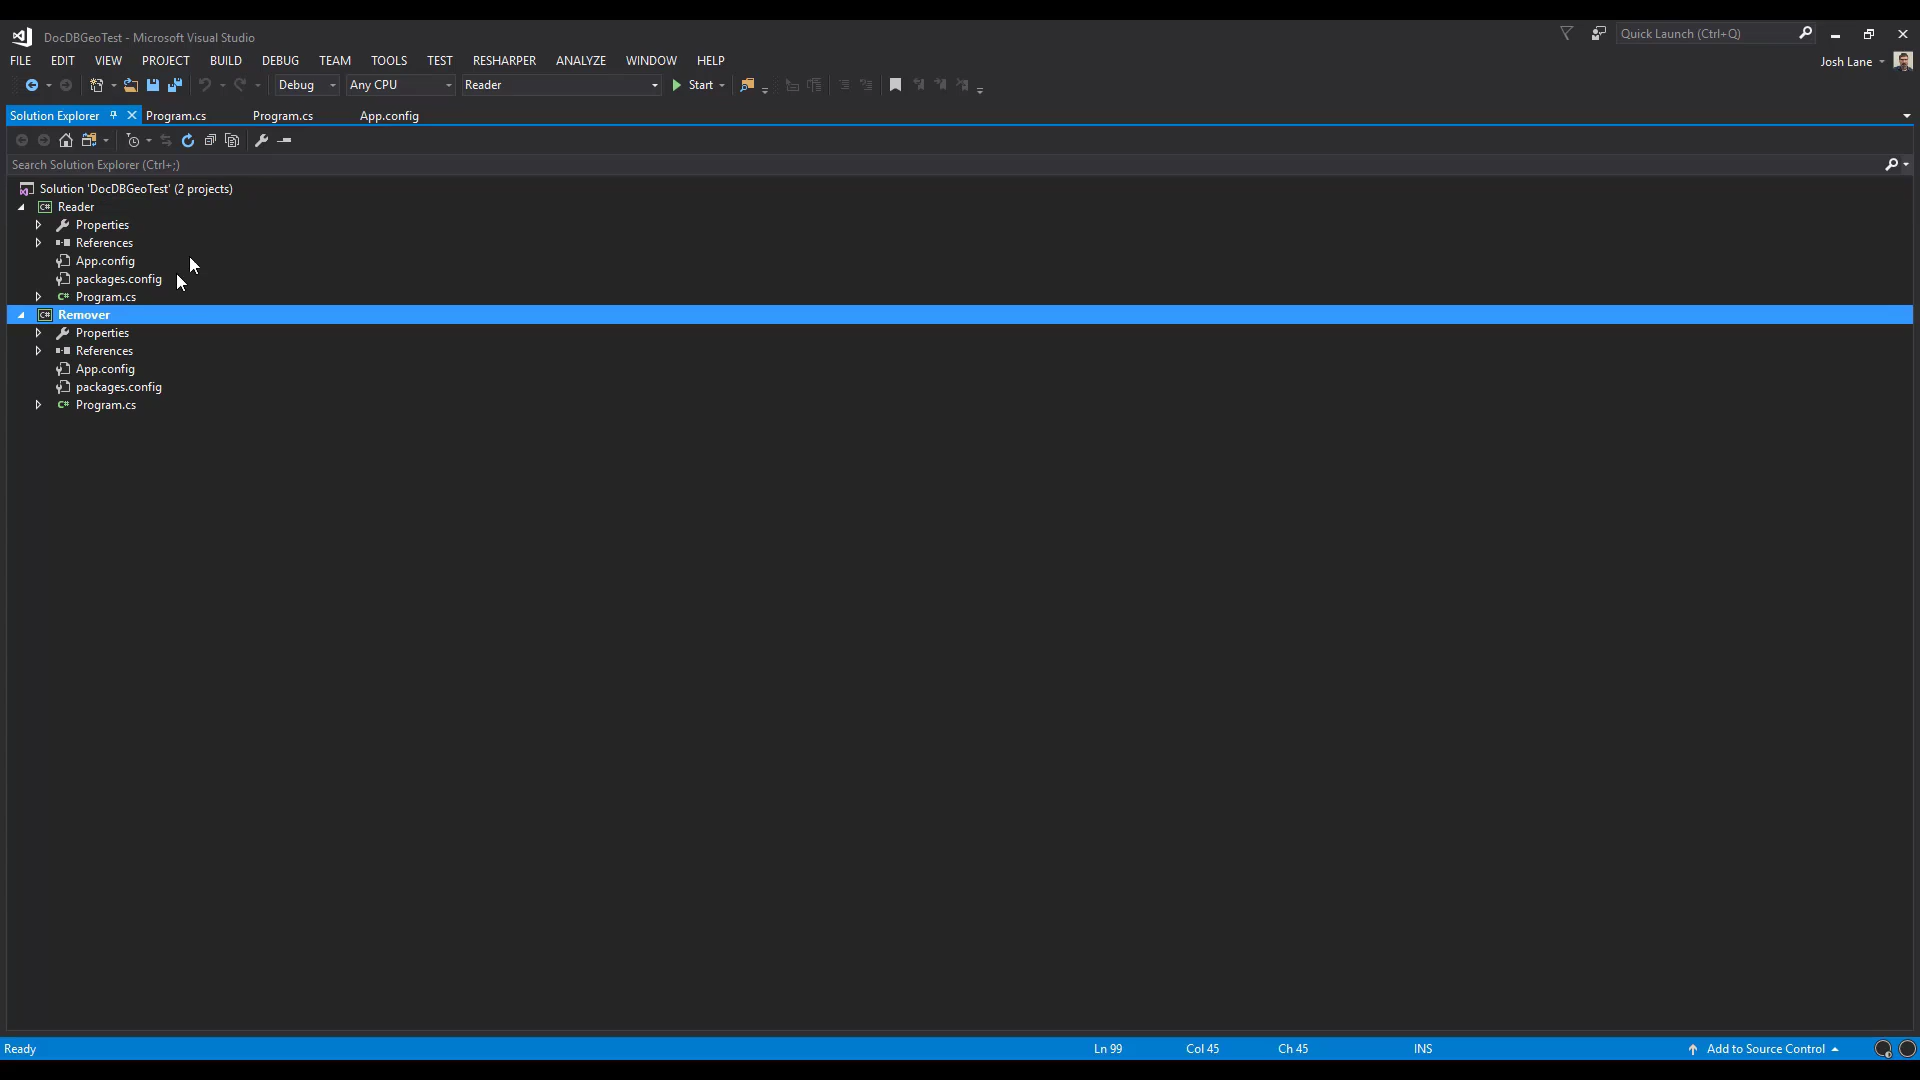 DocDBGeoTest - Microsoft Visual Studio
Quick Launch (Ctrl+Q)
FILE EDIT VIEW PROJECT BUILD DEBUG TEAM TOOLS TEST RESHARPER ANALYZE WINDOW HELP
Josh Lane
Debug Any CPU Reader Start
Solution Explorer Program.cs Program.cs App.config
Search Solution Explorer (Ctrl+;)
Solution 'DocDBGeoTest' (2 projects)
C# Reader
Properties
References
App.config
packages.config
C# Program.cs
C# Remover
Properties
References
App.config
packages.config
C# Program.cs
Ready Ln 99 Col 45 Ch 45 INS Add to Source Control